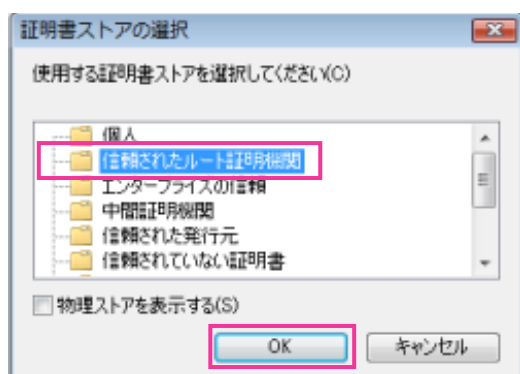 証明書ストアの選択
使用する証明書ストアを選択してください(C)
個人
信頼されたルート証明機関
エンタープライズの信頼
中間証明機関
信頼された発行元
信頼されていない証明書
物理ストアを表示する(S)
OK
キャンセル